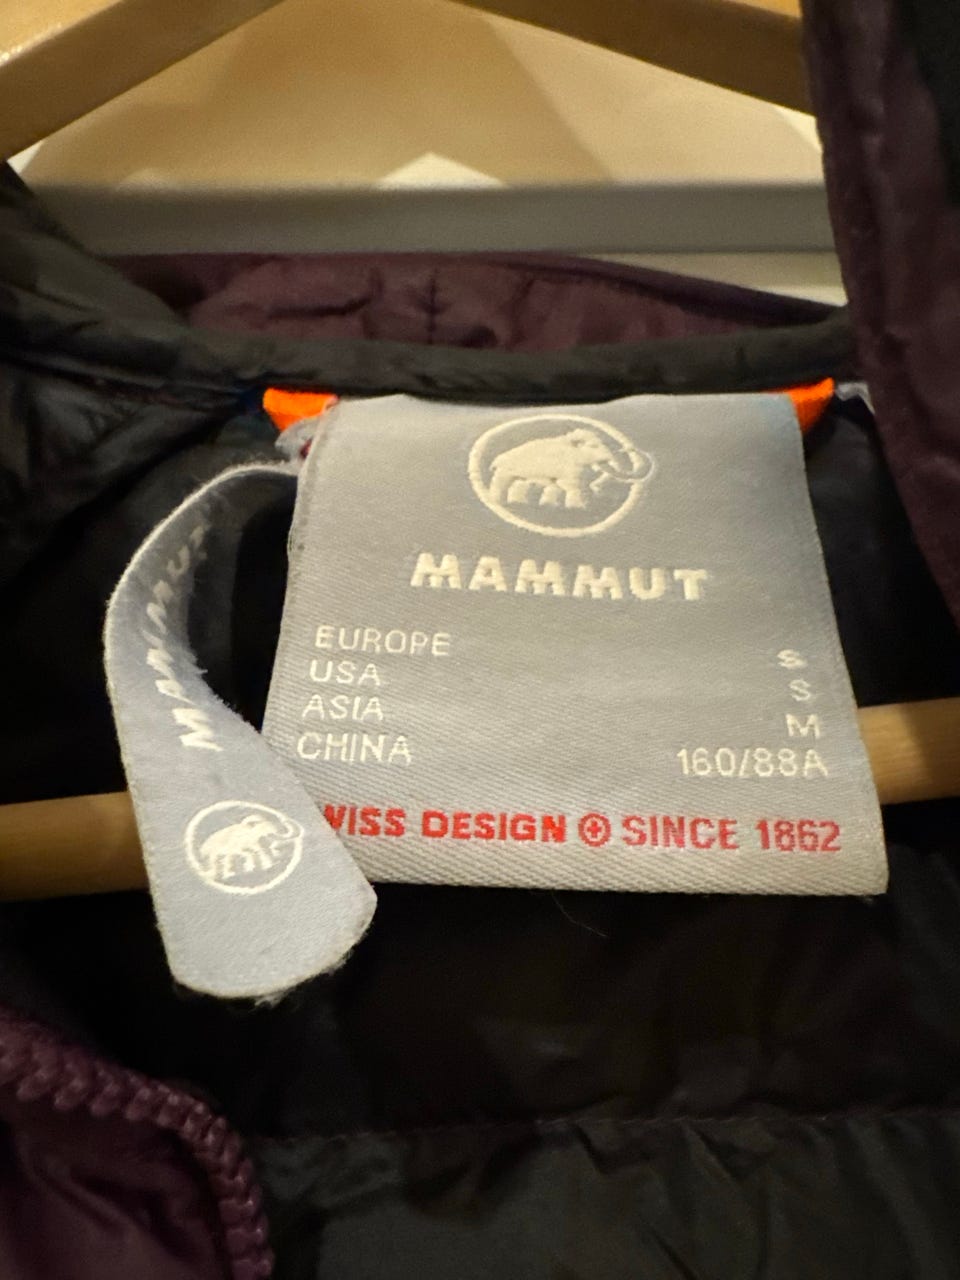 MAMMUT
EUROPE S
USA S
ASIA M
CHINA 160/88A
WISS DESIGN SINCE 1862
MAMMUT